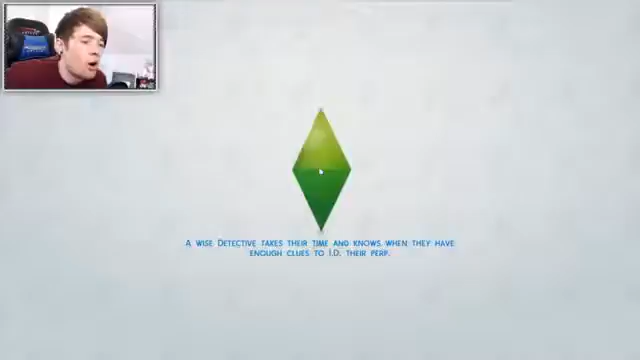 A wise Detective takes their time and knows when they have
enough clues to I.D. their perp.